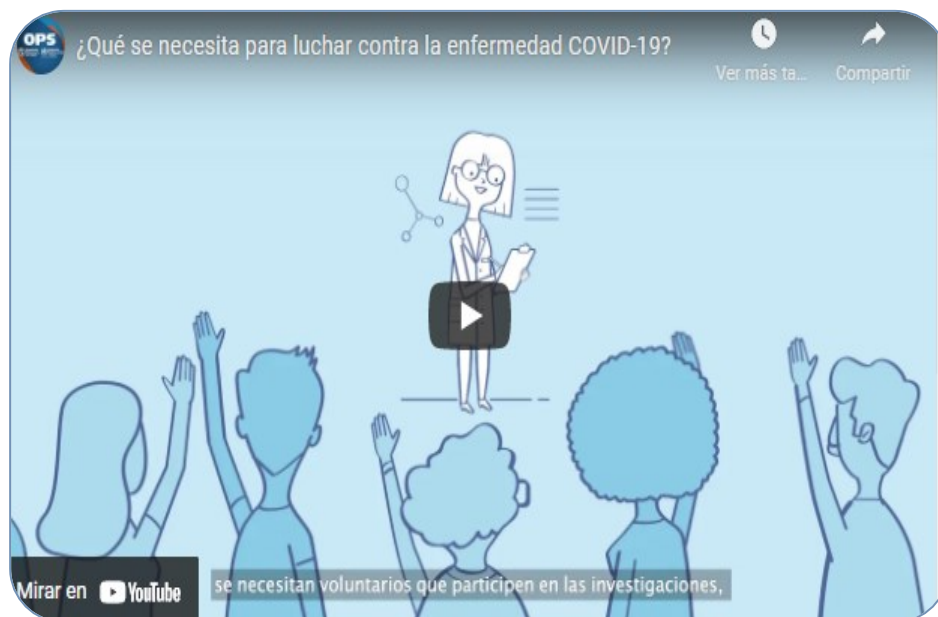 OPS
¿Qué se necesita para luchar contra la enfermedad COVID-19?
Ver más ta...
Compartir
se necesitan voluntarios que participen en las investigaciones,
Mirar en YouTube